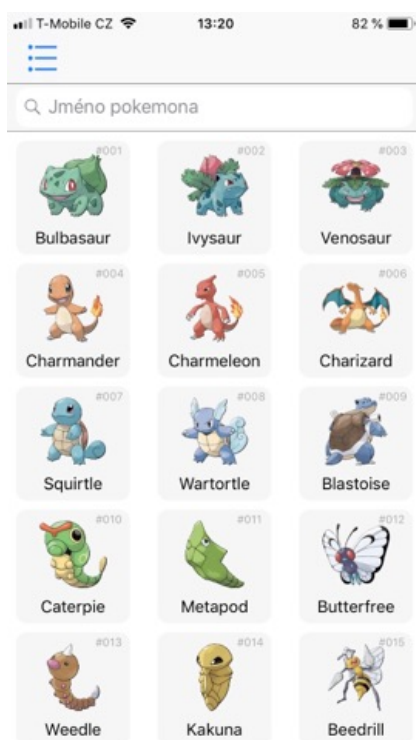 T-Mobile CZ 13:20 82 %
Jméno pokemona
#001 #002 #003
Bulbasaur Ivysaur Venosaur
#004 #005 #006
Charmander Charmeleon Charizard
#007 #008 #009
Squirtle Wartortle Blastoise
#010 #011 #012
Caterpie Metapod Butterfree
#013 #014 #015
Weedle Kakuna Beedrill